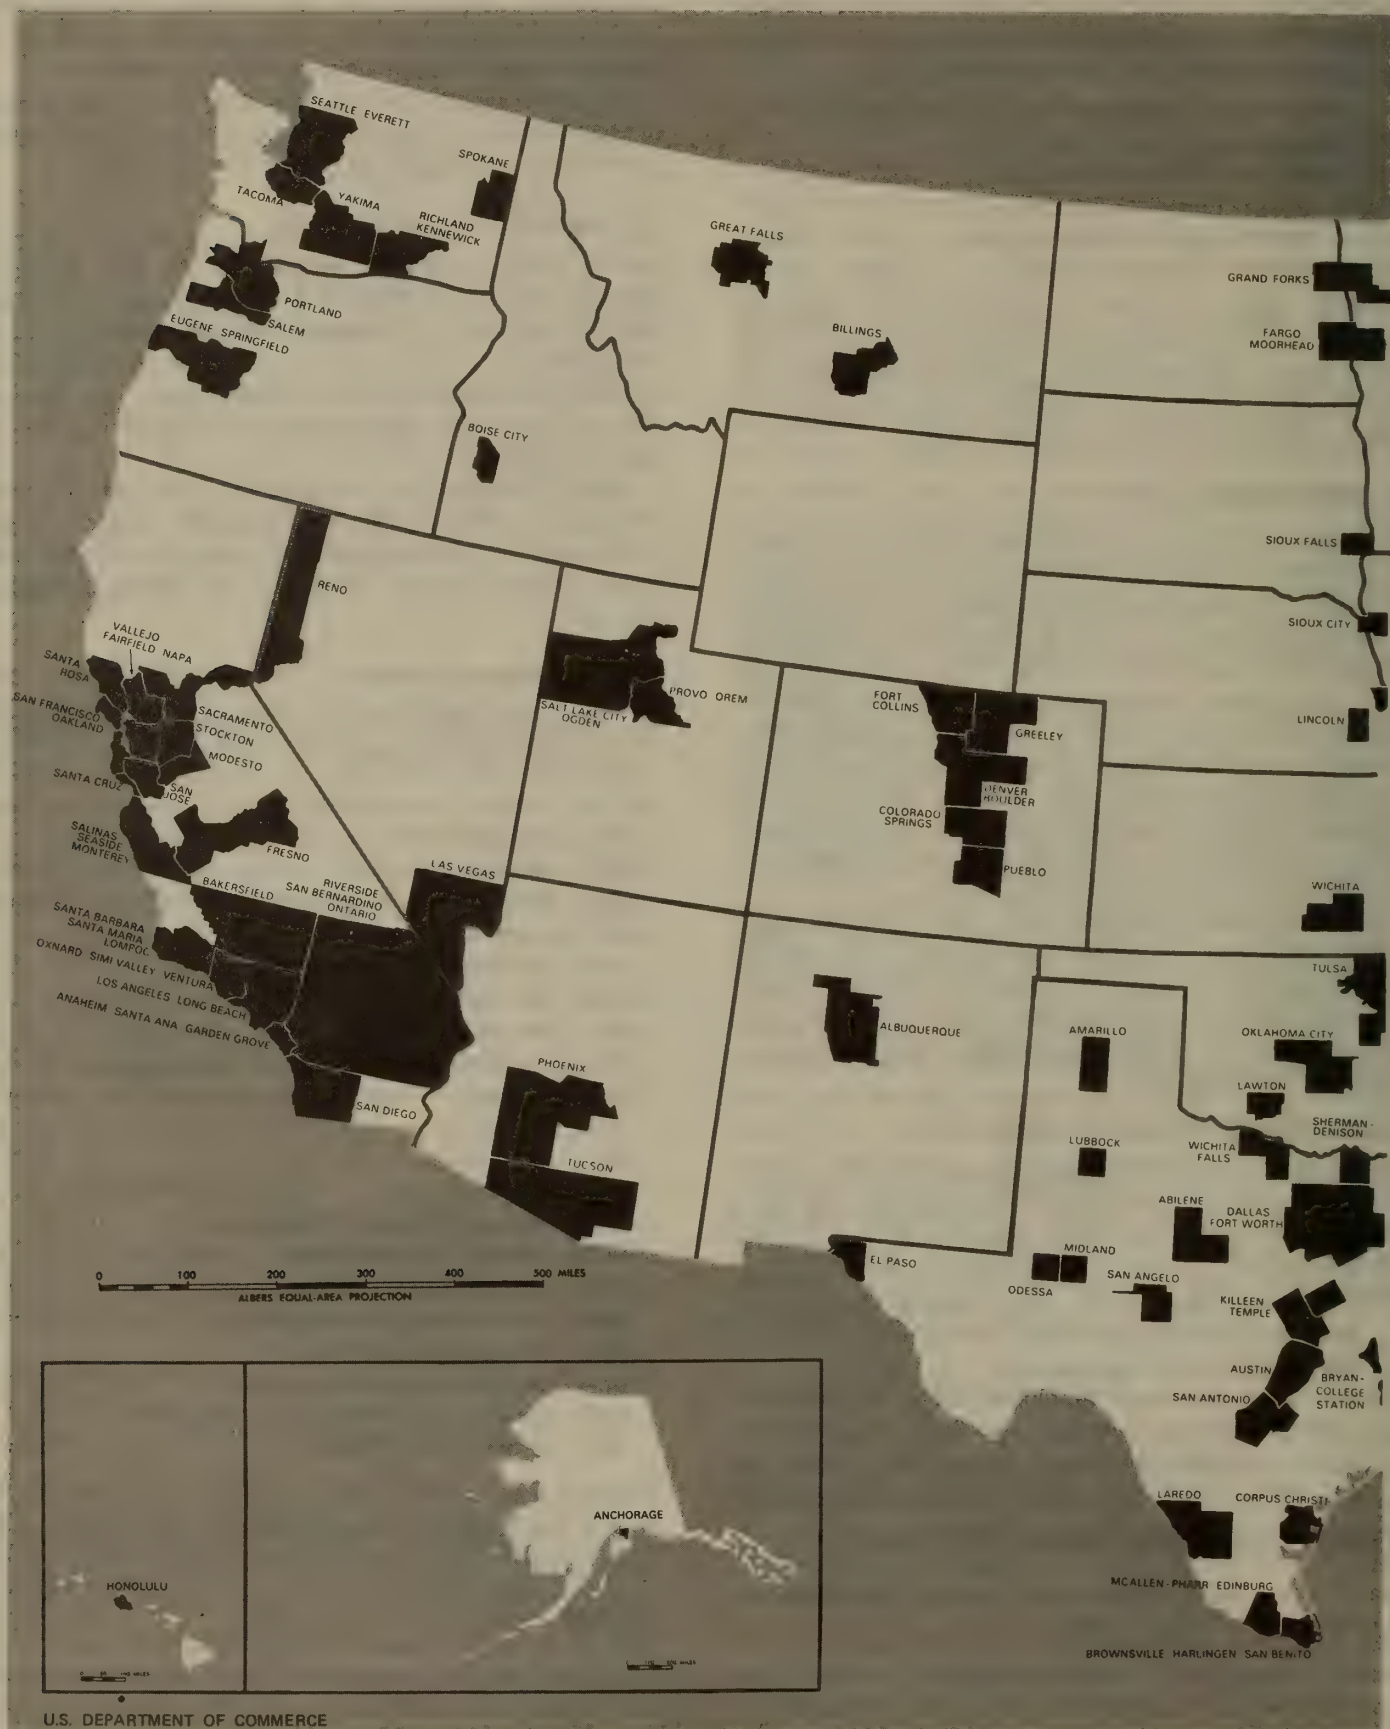 SEATTLE EVERETT
SPOKANE
TACOMA
YAKIMA
RICHLAND
KENNEWICK
GREAT FALLS
GRAND FORKS
PORTLAND
SALEM
EUGENE SPRINGFIELD
BILLINGS
FARGO
MOORHEAD
BOISE CITY
SIOUX FALLS
RENO
SIOUX CITY
VALLEJO
FAIRFIELD NAPA
SANTA
ROSA
SAN FRANCISCO
OAKLAND
SACRAMENTO
STOCKTON
MODESTO
SANTA CRUZ
SAN
JOSE
SALT LAKE CITY
OGDEN
PROVO OREM
FORT
COLLINS
GREELEY
LINCOLN
DENVER
BOULDER
COLORADO
SPRINGS
PUEBLO
SALINAS
SEASIDE
MONTEREY
FRESNO
LAS VEGAS
BAKERSFIELD
RIVERSIDE
SAN BERNARDINO
ONTARIO
WICHITA
SANTA BARBARA
SANTA MARIA
LOMPOC
OXNARD SIMI VALLEY VENTURA
LOS ANGELES LONG BEACH
ANAHEIM SANTA ANA GARDEN GROVE
TULSA
ALBUQUERQUE
AMARILLO
OKLAHOMA CITY
PHOENIX
LAWTON
SAN DIEGO
SHERMAN-
DENISON
LUBBOCK
WICHITA
FALLS
TUCSON
ABILENE
DALLAS
FORT WORTH
EL PASO
MIDLAND
ODESSA
SAN ANGELO
KILLEEN
TEMPLE
0 100 200 300 400 500 MILES
ALBERS EQUAL-AREA PROJECTION
AUSTIN
BRYAN-
COLLEGE
STATION
SAN ANTONIO
LAREDO
CORPUS CHRISTI
ANCHORAGE
HONOLULU
MCALLEN-PHARR EDINBURG
BROWNSVILLE HARLINGEN SAN BENITO
U.S. DEPARTMENT OF COMMERCE